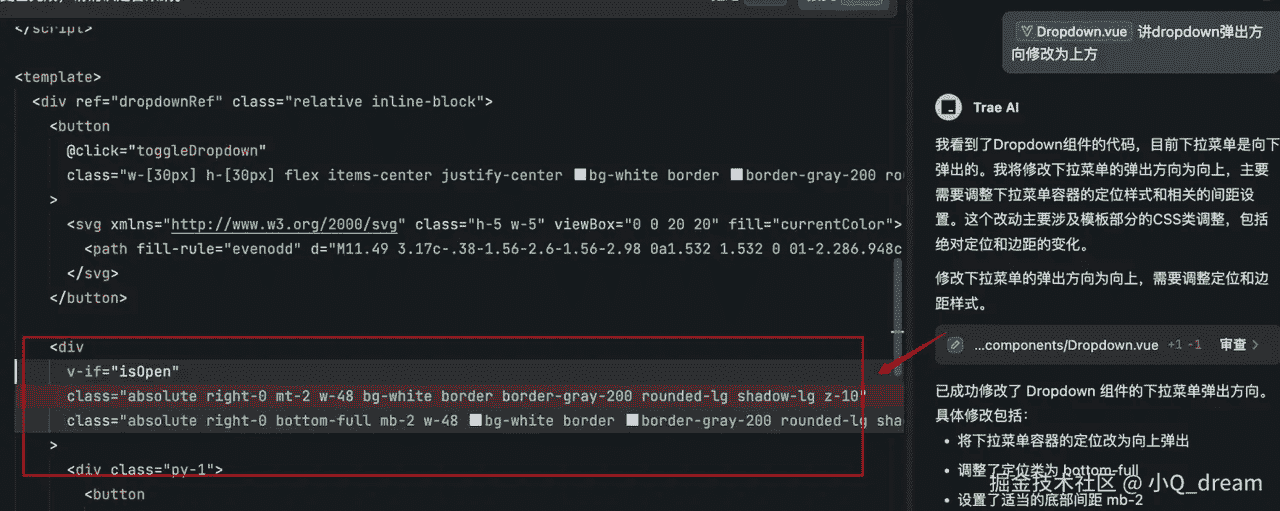 </script>
<template>
<div ref="dropdownRef" class="relative inline-block">
<button
@click="toggleDropdown"
class="w-[30px] h-[30px] flex items-center justify-center bg-white border border-gray-200 rou
>
<svg xmlns="http://www.w3.org/2000/svg" class="h-5 w-5" viewBox="0 0 20 20" fill="currentColor">
<path fill-rule="evenodd" d="M11.49 3.17c-.38-1.56-2.6-1.56-2.98 0a1.532 1.532 0 01-2.286.948c
</svg>
</button>
<div
v-if="isOpen"
class="absolute right-0 mt-2 w-48 bg-white border border-gray-200 rounded-lg shadow-lg z-10"
class="absolute right-0 bottom-full mb-2 w-48 bg-white border border-gray-200 rounded-lg sha
>
<div class="py-1">
<button
Dropdown.vue 讲dropdown弹出方
向修改为上方
Trae AI
我看到了Dropdown组件的代码，目前下拉菜单是向下
弹出的。我将修改下拉菜单的弹出方向为向上，主要
需要调整下拉菜单容器的定位样式和相关的间距设
置。这个改动主要涉及模板部分的CSS类调整，包括
绝对定位和边距的变化。
修改下拉菜单的弹出方向为向上，需要调整定位和边
距样式。
...components/Dropdown.vue +1 -1 审查
已成功修改了 Dropdown 组件的下拉菜单弹出方向。
具体修改包括：
• 将下拉菜单容器的定位改为向上弹出
• 调整了定位类为 bottom-full
• 设置了适当的底部间距 mb-2
掘金技术社区 @ 小Q_dream